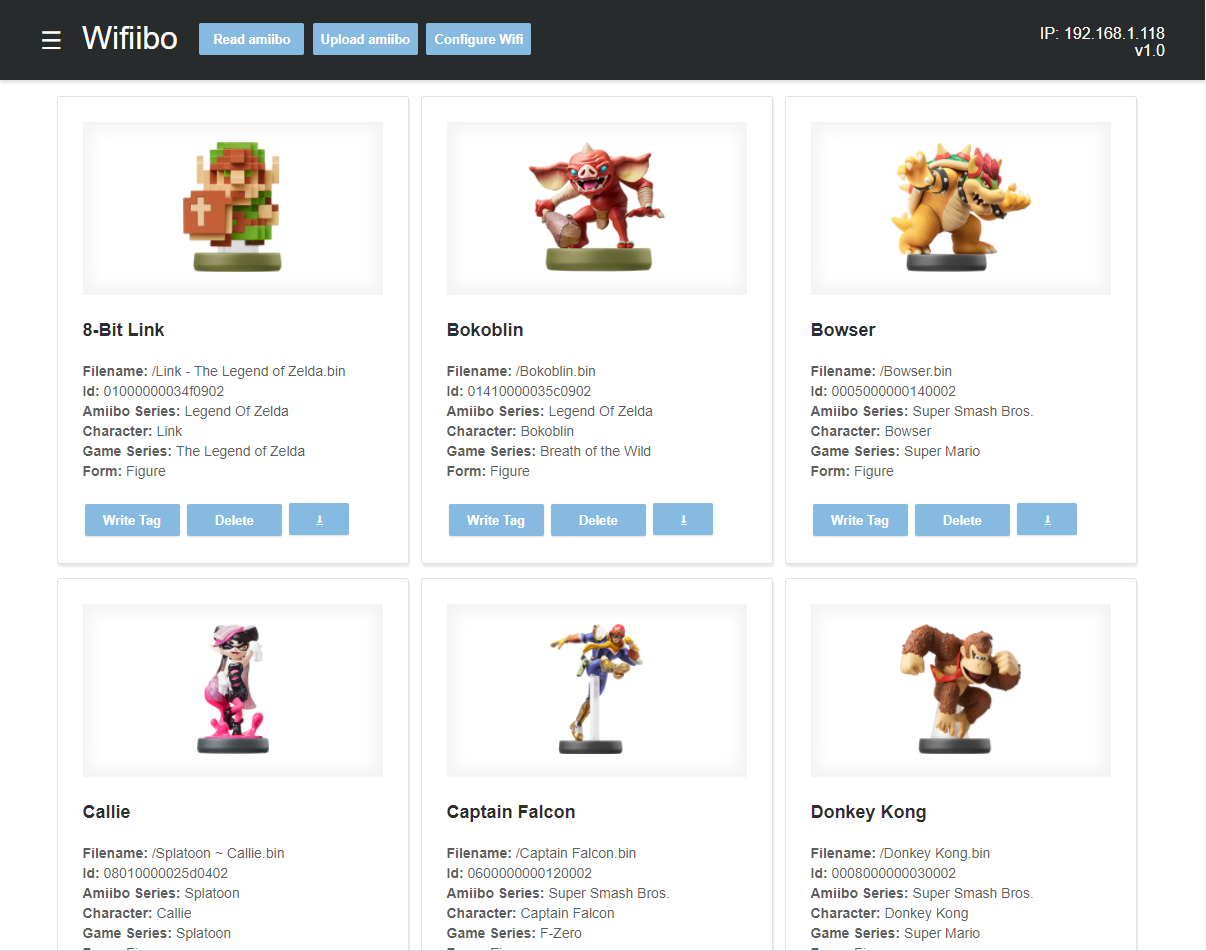 ☰ Wifiibo Read amiibo Upload amiibo Configure Wifi IP: 192.168.1.118
v1.0
8-Bit Link
Filename: /Link - The Legend of Zelda.bin
Id: 01000000034f0902
Amiibo Series: Legend Of Zelda
Character: Link
Game Series: The Legend of Zelda
Form: Figure
Write Tag Delete ⭳
Bokoblin
Filename: /Bokoblin.bin
Id: 01410000035c0902
Amiibo Series: Legend Of Zelda
Character: Bokoblin
Game Series: Breath of the Wild
Form: Figure
Write Tag Delete ⭳
Bowser
Filename: /Bowser.bin
Id: 0005000000140002
Amiibo Series: Super Smash Bros.
Character: Bowser
Game Series: Super Mario
Form: Figure
Write Tag Delete ⭳
Callie
Filename: /Splatoon ~ Callie.bin
Id: 08010000025d0402
Amiibo Series: Splatoon
Character: Callie
Game Series: Splatoon
Captain Falcon
Filename: /Captain Falcon.bin
Id: 0600000000120002
Amiibo Series: Super Smash Bros.
Character: Captain Falcon
Game Series: F-Zero
Donkey Kong
Filename: /Donkey Kong.bin
Id: 0008000000030002
Amiibo Series: Super Smash Bros.
Character: Donkey Kong
Game Series: Super Mario